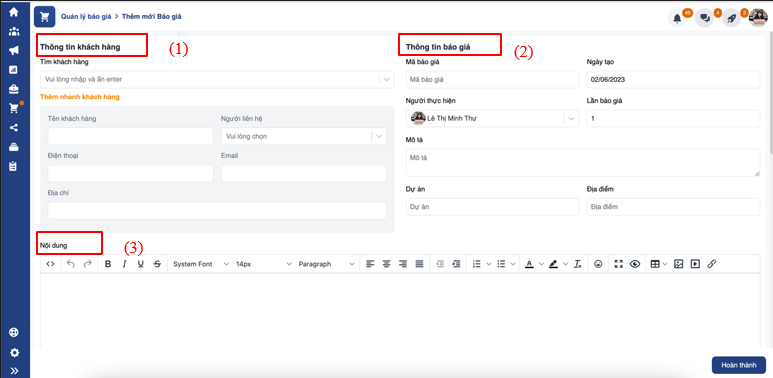 Quản lý báo giá > Thêm mới Báo giá
49
4
3
Thông tin khách hàng
(1)
Tìm khách hàng
Vui lòng nhập và ấn enter
Thêm nhanh khách hàng
Tên khách hàng
Người liên hệ
Vui lòng chọn
Điện thoại
Email
Địa chỉ
Thông tin báo giá
(2)
Mã báo giá
Ngày tạo
Mã báo giá
02/06/2023
Người thực hiện
Lần báo giá
Lê Thị Minh Thư
1
Mô tả
Mô tả
Dự án
Địa điểm
Dự án
Địa điểm
Nội dung
(3)
B I U S System Font 14px Paragraph
Hoàn thành